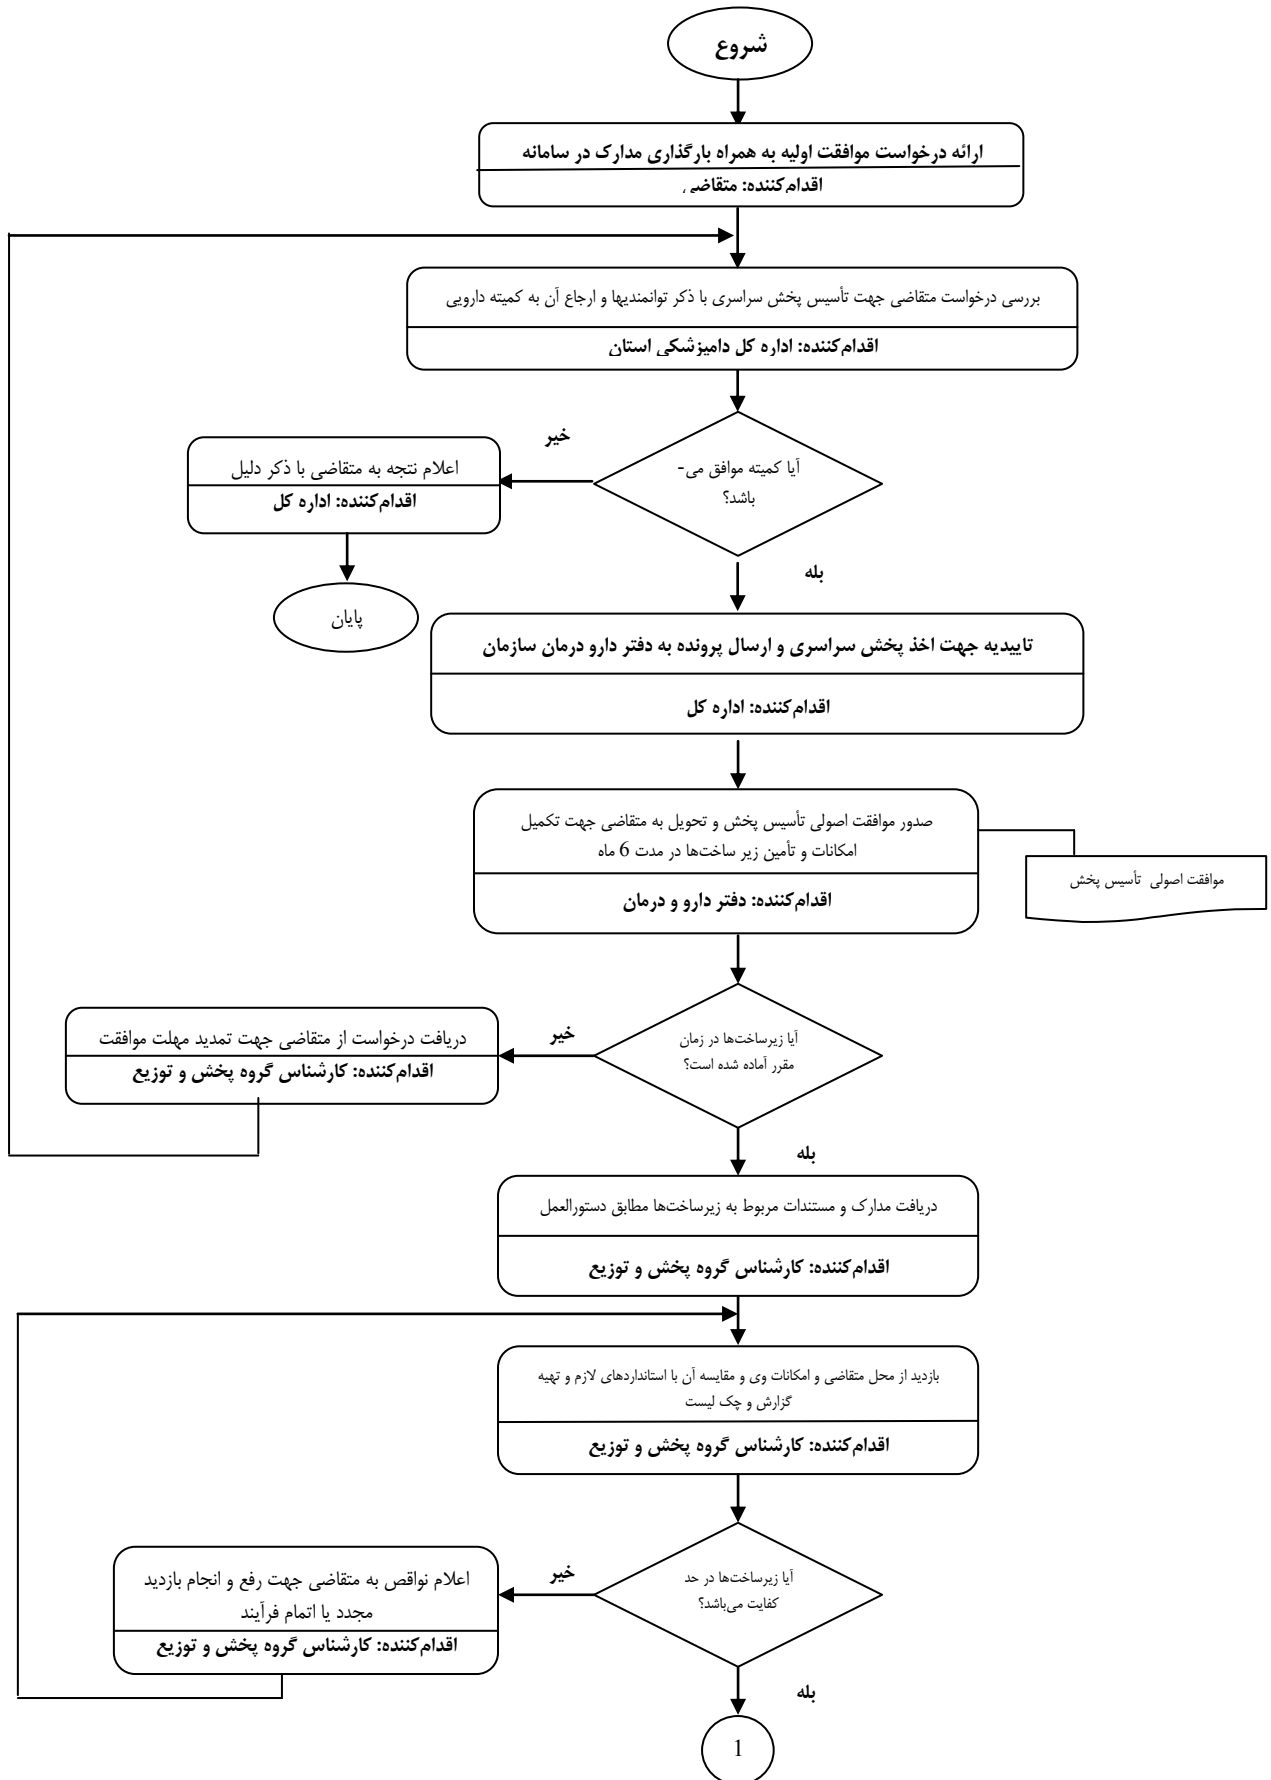 شروع
ارائه درخواست موافقت اولیه به همراه بارگذاری مدارک در سامانه
اقدام‌کننده: متقاضی
بررسی درخواست متقاضی جهت تأسیس پخش سراسری با ذکر توانمندیها و ارجاع آن به کمیته دارویی
اقدام‌کننده: اداره کل دامپزشکی استان
آیا کمیته موافق می-
باشد؟
خیر
اعلام نتجه به متقاضی با ذکر دلیل
اقدام‌کننده: اداره کل
پایان
بله
تاییدیه جهت اخذ پخش سراسری و ارسال پرونده به دفتر دارو درمان سازمان
اقدام‌کننده: اداره کل
صدور موافقت اصولی تأسیس پخش و تحویل به متقاضی جهت تکمیل
امکانات و تأمین زیر ساخت‌ها در مدت 6 ماه
اقدام‌کننده: دفتر دارو و درمان
موافقت اصولی تأسیس پخش
آیا زیرساخت‌ها در زمان
مقرر آماده شده است؟
خیر
دریافت درخواست از متقاضی جهت تمدید مهلت موافقت
اقدام‌کننده: کارشناس گروه پخش و توزیع
بله
دریافت مدارک و مستندات مربوط به زیرساخت‌ها مطابق دستورالعمل
اقدام‌کننده: کارشناس گروه پخش و توزیع
بازدید از محل متقاضی و امکانات وی و مقایسه آن با استانداردهای لازم و تهیه
گزارش و چک لیست
اقدام‌کننده: کارشناس گروه پخش و توزیع
آیا زیرساخت‌ها در حد
کفایت می‌باشد؟
خیر
اعلام نواقص به متقاضی جهت رفع و انجام بازدید
مجدد یا اتمام فرآیند
اقدام‌کننده: کارشناس گروه پخش و توزیع
بله
1